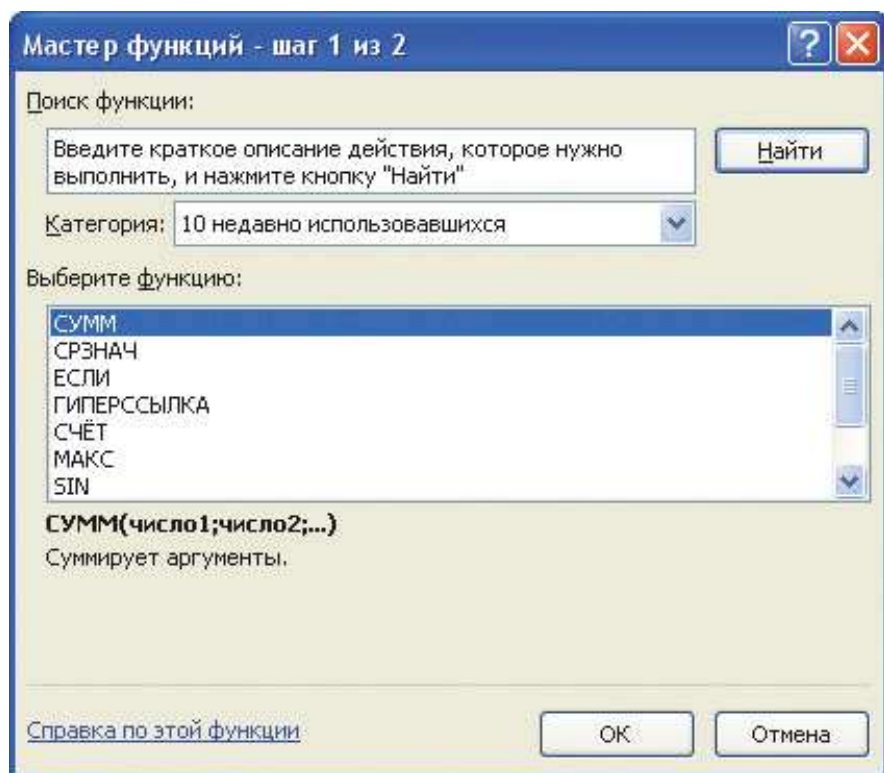 Мастер функций - шаг 1 из 2
Поиск функции:
Введите краткое описание действия, которое нужно
выполнить, и нажмите кнопку "Найти"
Найти
Категория: 10 недавно использовавшихся
Выберите функцию:
СУММ
СРЗНАЧ
ЕСЛИ
ГИПЕРССЫЛКА
СЧЁТ
МАКС
SIN
СУММ(число1;число2;...)
Суммирует аргументы.
Справка по этой функции
ОК
Отмена